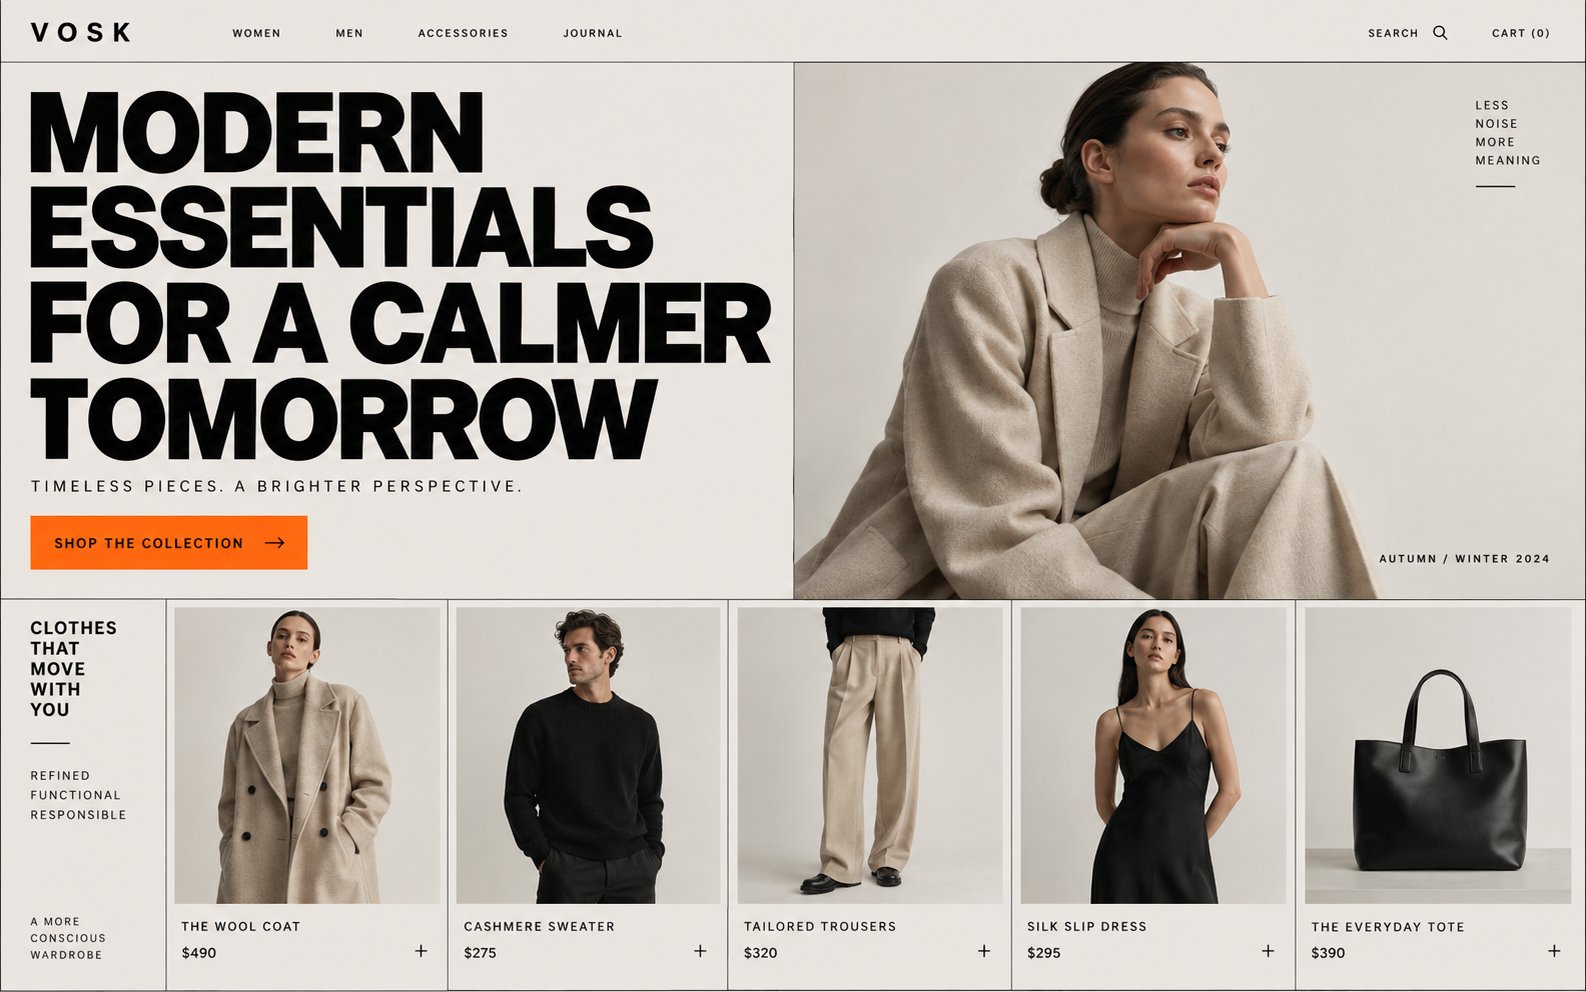 VOSK
WOMEN
MEN
ACCESSORIES
JOURNAL
SEARCH
CART (0)
MODERN
ESSENTIALS
FOR A CALMER
TOMORROW
TIMELESS PIECES. A BRIGHTER PERSPECTIVE.
SHOP THE COLLECTION →
LESS
NOISE
MORE
MEANING
AUTUMN / WINTER 2024
CLOTHES
THAT
MOVE
WITH
YOU
REFINED
FUNCTIONAL
RESPONSIBLE
A MORE
CONSCIOUS
WARDROBE
THE WOOL COAT
$490 +
CASHMERE SWEATER
$275 +
TAILORED TROUSERS
$320 +
SILK SLIP DRESS
$295 +
THE EVERYDAY TOTE
$390 +